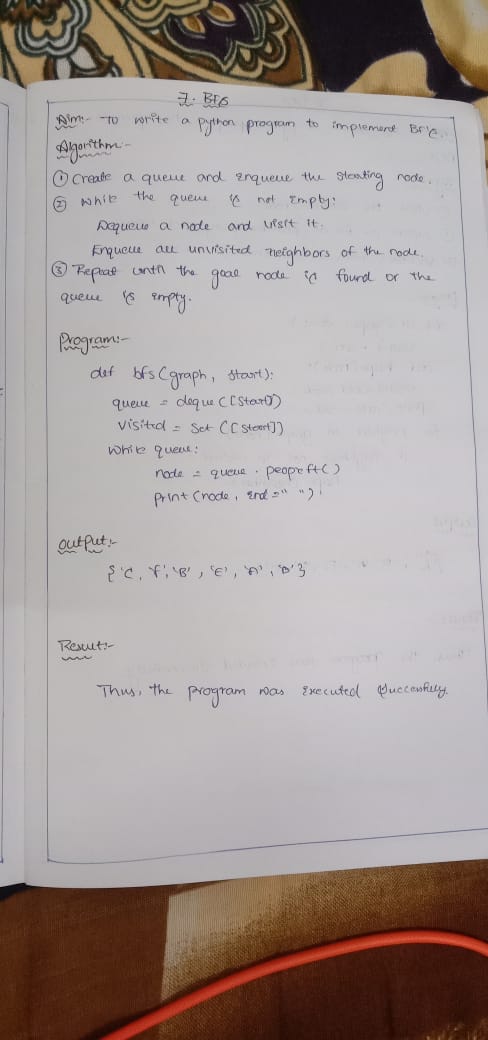 7. BFS
Aim:- To write a python program to implement BFS.
Algorithm:-
① Create a queue and enqueue the starting node.
② While the queue is not empty:
Dequeue a node and visit it.
Enqueue all unvisited neighbors of the node.
③ Repeat until the goal node is found or the
queue is empty.
Program:-
def bfs(graph, start):
queue = deque([start])
visited = set([start])
while queue:
node = queue.popleft()
print(node, end=" ")
output:-
{'C', 'F', 'B', 'E', 'A', 'D'}
Result:-
Thus, the program was executed successfully.